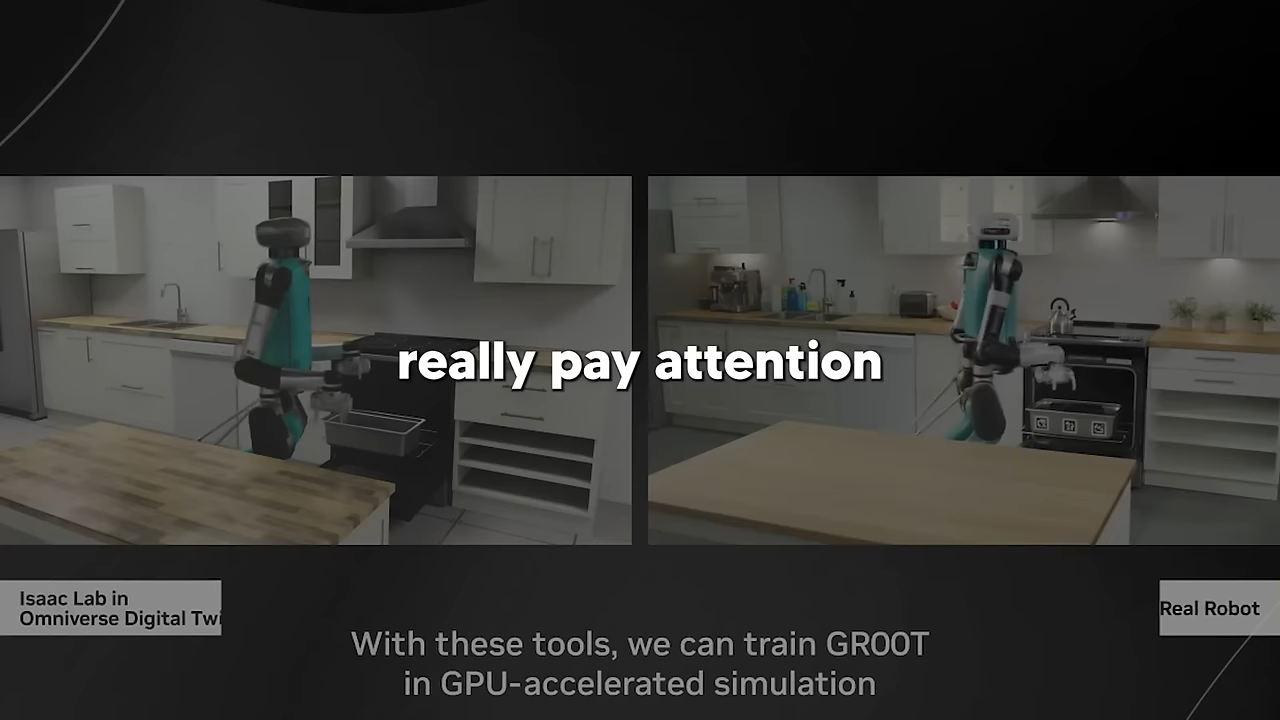 really pay attention
Isaac Lab in
Omniverse Digital Twi
Real Robot
With these tools, we can train GR00T
in GPU-accelerated simulation